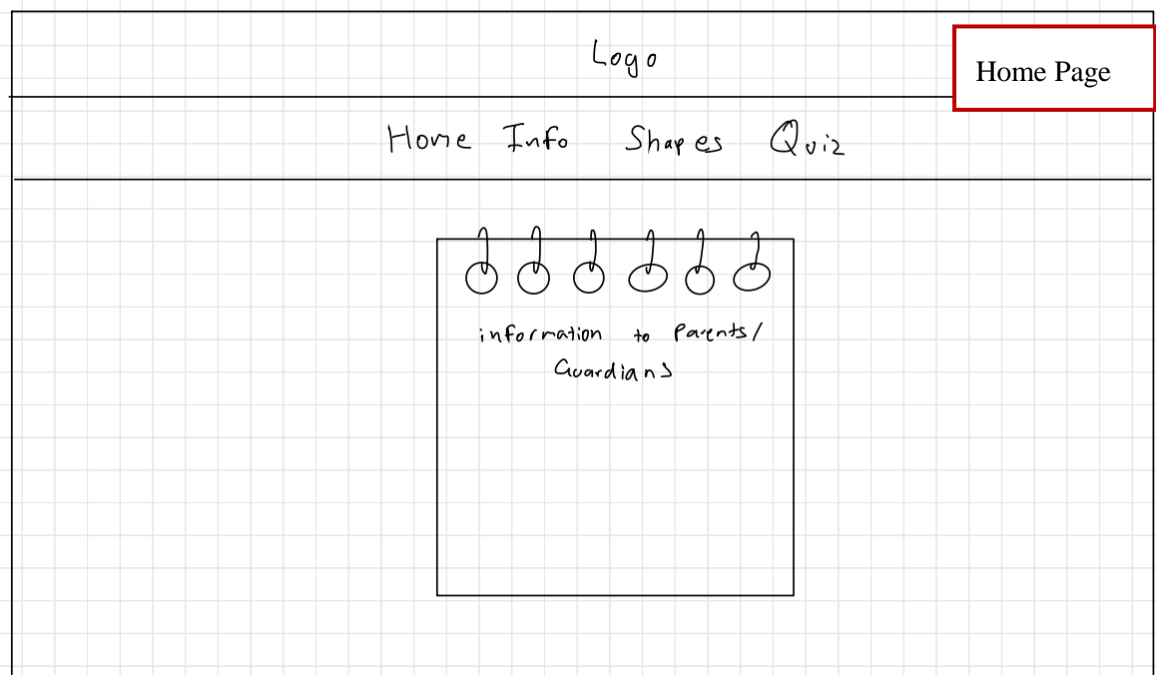 Logo
Home Page
Home Info Shapes Quiz
information to Parents/
Guardians